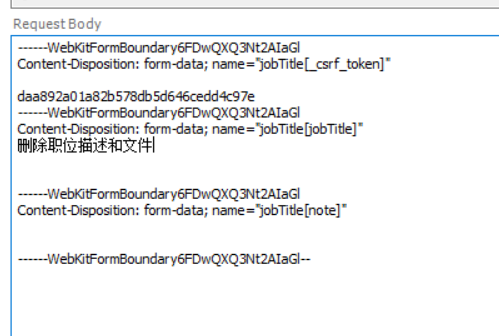 Request Body
------WebKitFormBoundary6FDwQXQ3Nt2AIaGl
Content-Disposition: form-data; name="jobTitle[_csrf_token]"
daa892a01a82b578db5d646cedd4c97e
------WebKitFormBoundary6FDwQXQ3Nt2AIaGl
Content-Disposition: form-data; name="jobTitle[jobTitle]"
删除职位描述和文件
------WebKitFormBoundary6FDwQXQ3Nt2AIaGl
Content-Disposition: form-data; name="jobTitle[note]"
------WebKitFormBoundary6FDwQXQ3Nt2AIaGl--